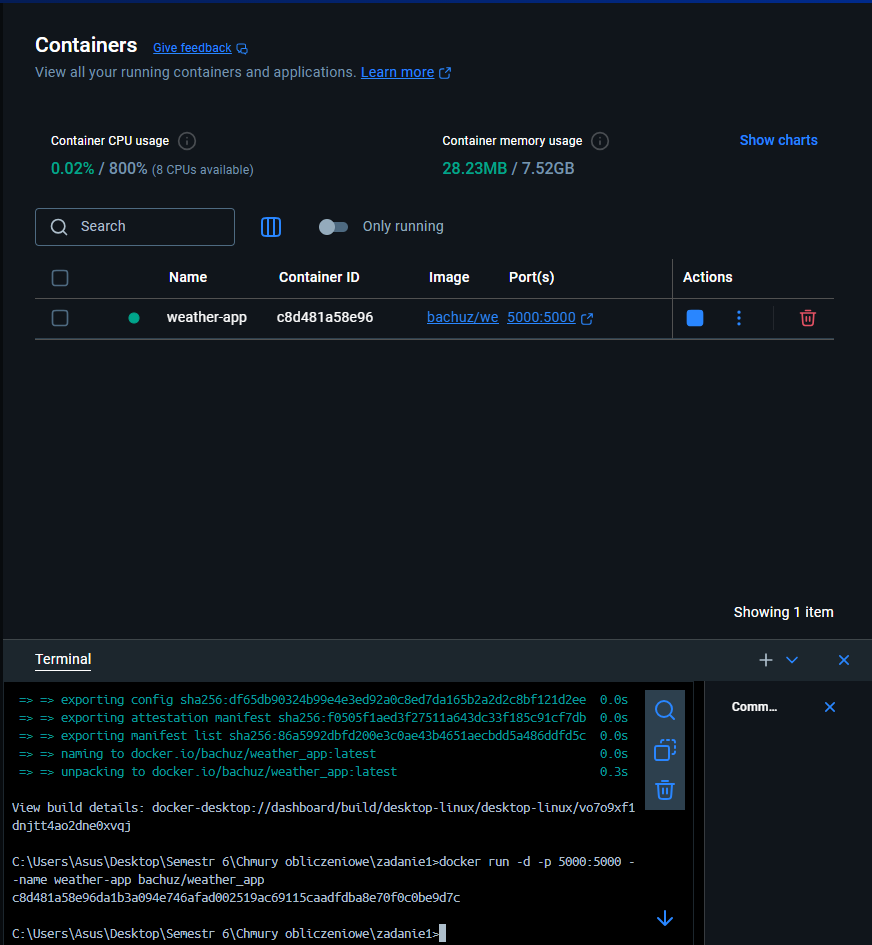 Containers Give feedback
View all your running containers and applications. Learn more
Container CPU usage
0.02% / 800% (8 CPUs available)
Container memory usage
28.23MB / 7.52GB
Show charts
Search
Only running
Name Container ID Image Port(s) Actions
weather-app c8d481a58e96 bachuz/we 5000:5000
Showing 1 item
Terminal
=> => exporting config sha256:df65db90324b99e4e3ed92a0c8ed7da165b2a2d2c8bf121d2ee 0.0s
=> => exporting attestation manifest sha256:f0505f1aed3f27511a643dc33f185c91cf7db 0.0s
=> => exporting manifest list sha256:86a5992dbfd200e3c0ae43b4651aecbdd5a486ddfd5c 0.0s
=> => naming to docker.io/bachuz/weather_app:latest 0.0s
=> => unpacking to docker.io/bachuz/weather_app:latest 0.3s
View build details: docker-desktop://dashboard/build/desktop-linux/desktop-linux/vo7o9xf1
dnjtt4ao2dne0xvqj
C:\Users\Asus\Desktop\Semestr 6\Chmury obliczeniowe\zadanie1>docker run -d -p 5000:5000 -
-name weather-app bachuz/weather_app
c8d481a58e96da1b3a094e746afad002519ac69115caadfdba8e70f0c0be9d7c
C:\Users\Asus\Desktop\Semestr 6\Chmury obliczeniowe\zadanie1>
Comm...